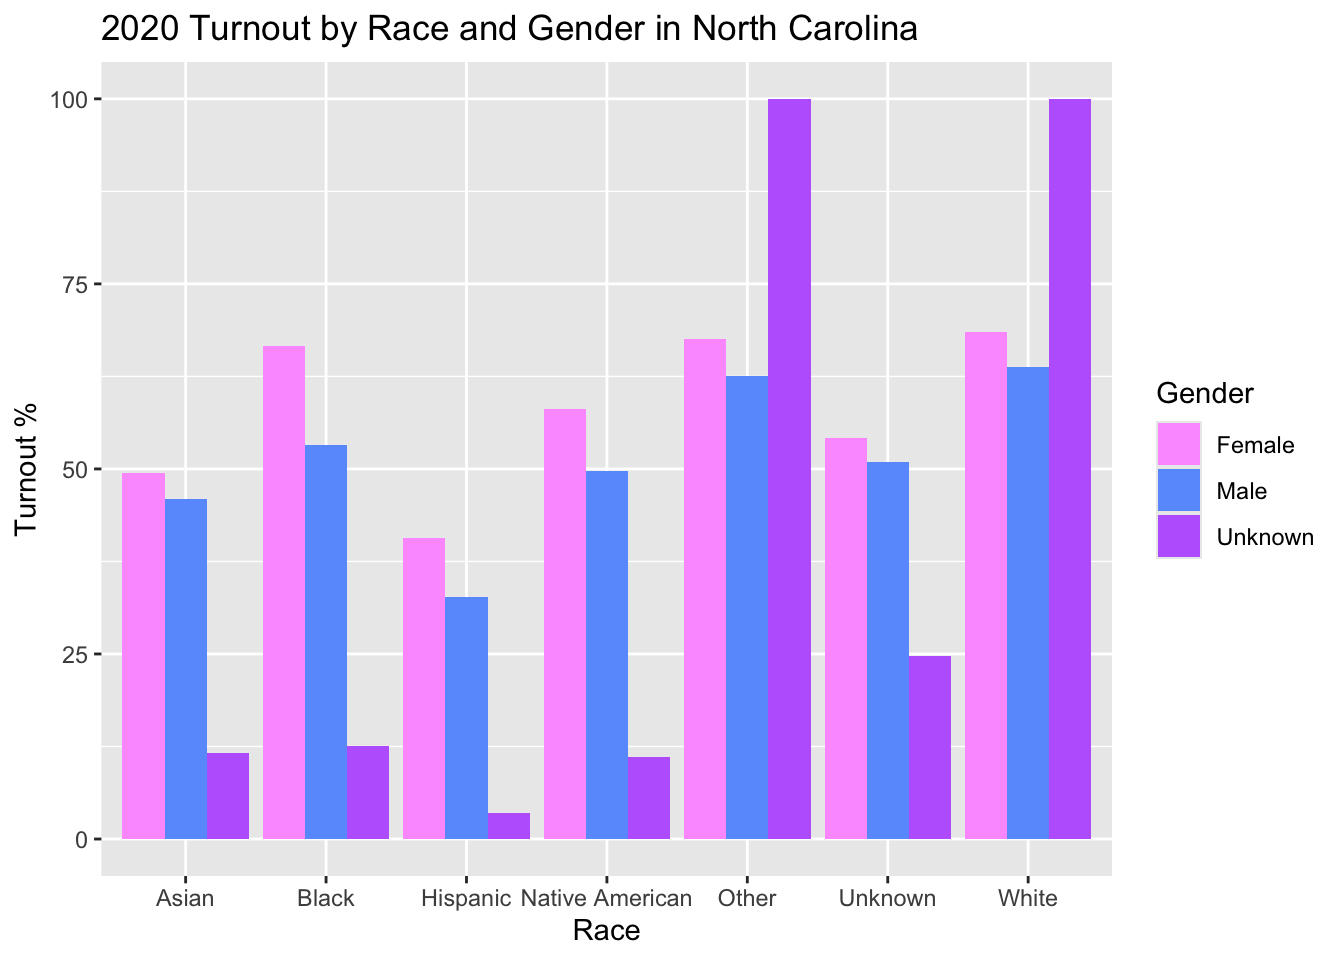 2020 Turnout by Race and Gender in North Carolina
Turnout %
100
75
50
25
0
Asian Black Hispanic Native American Other Unknown White
Race
Gender
Female
Male
Unknown